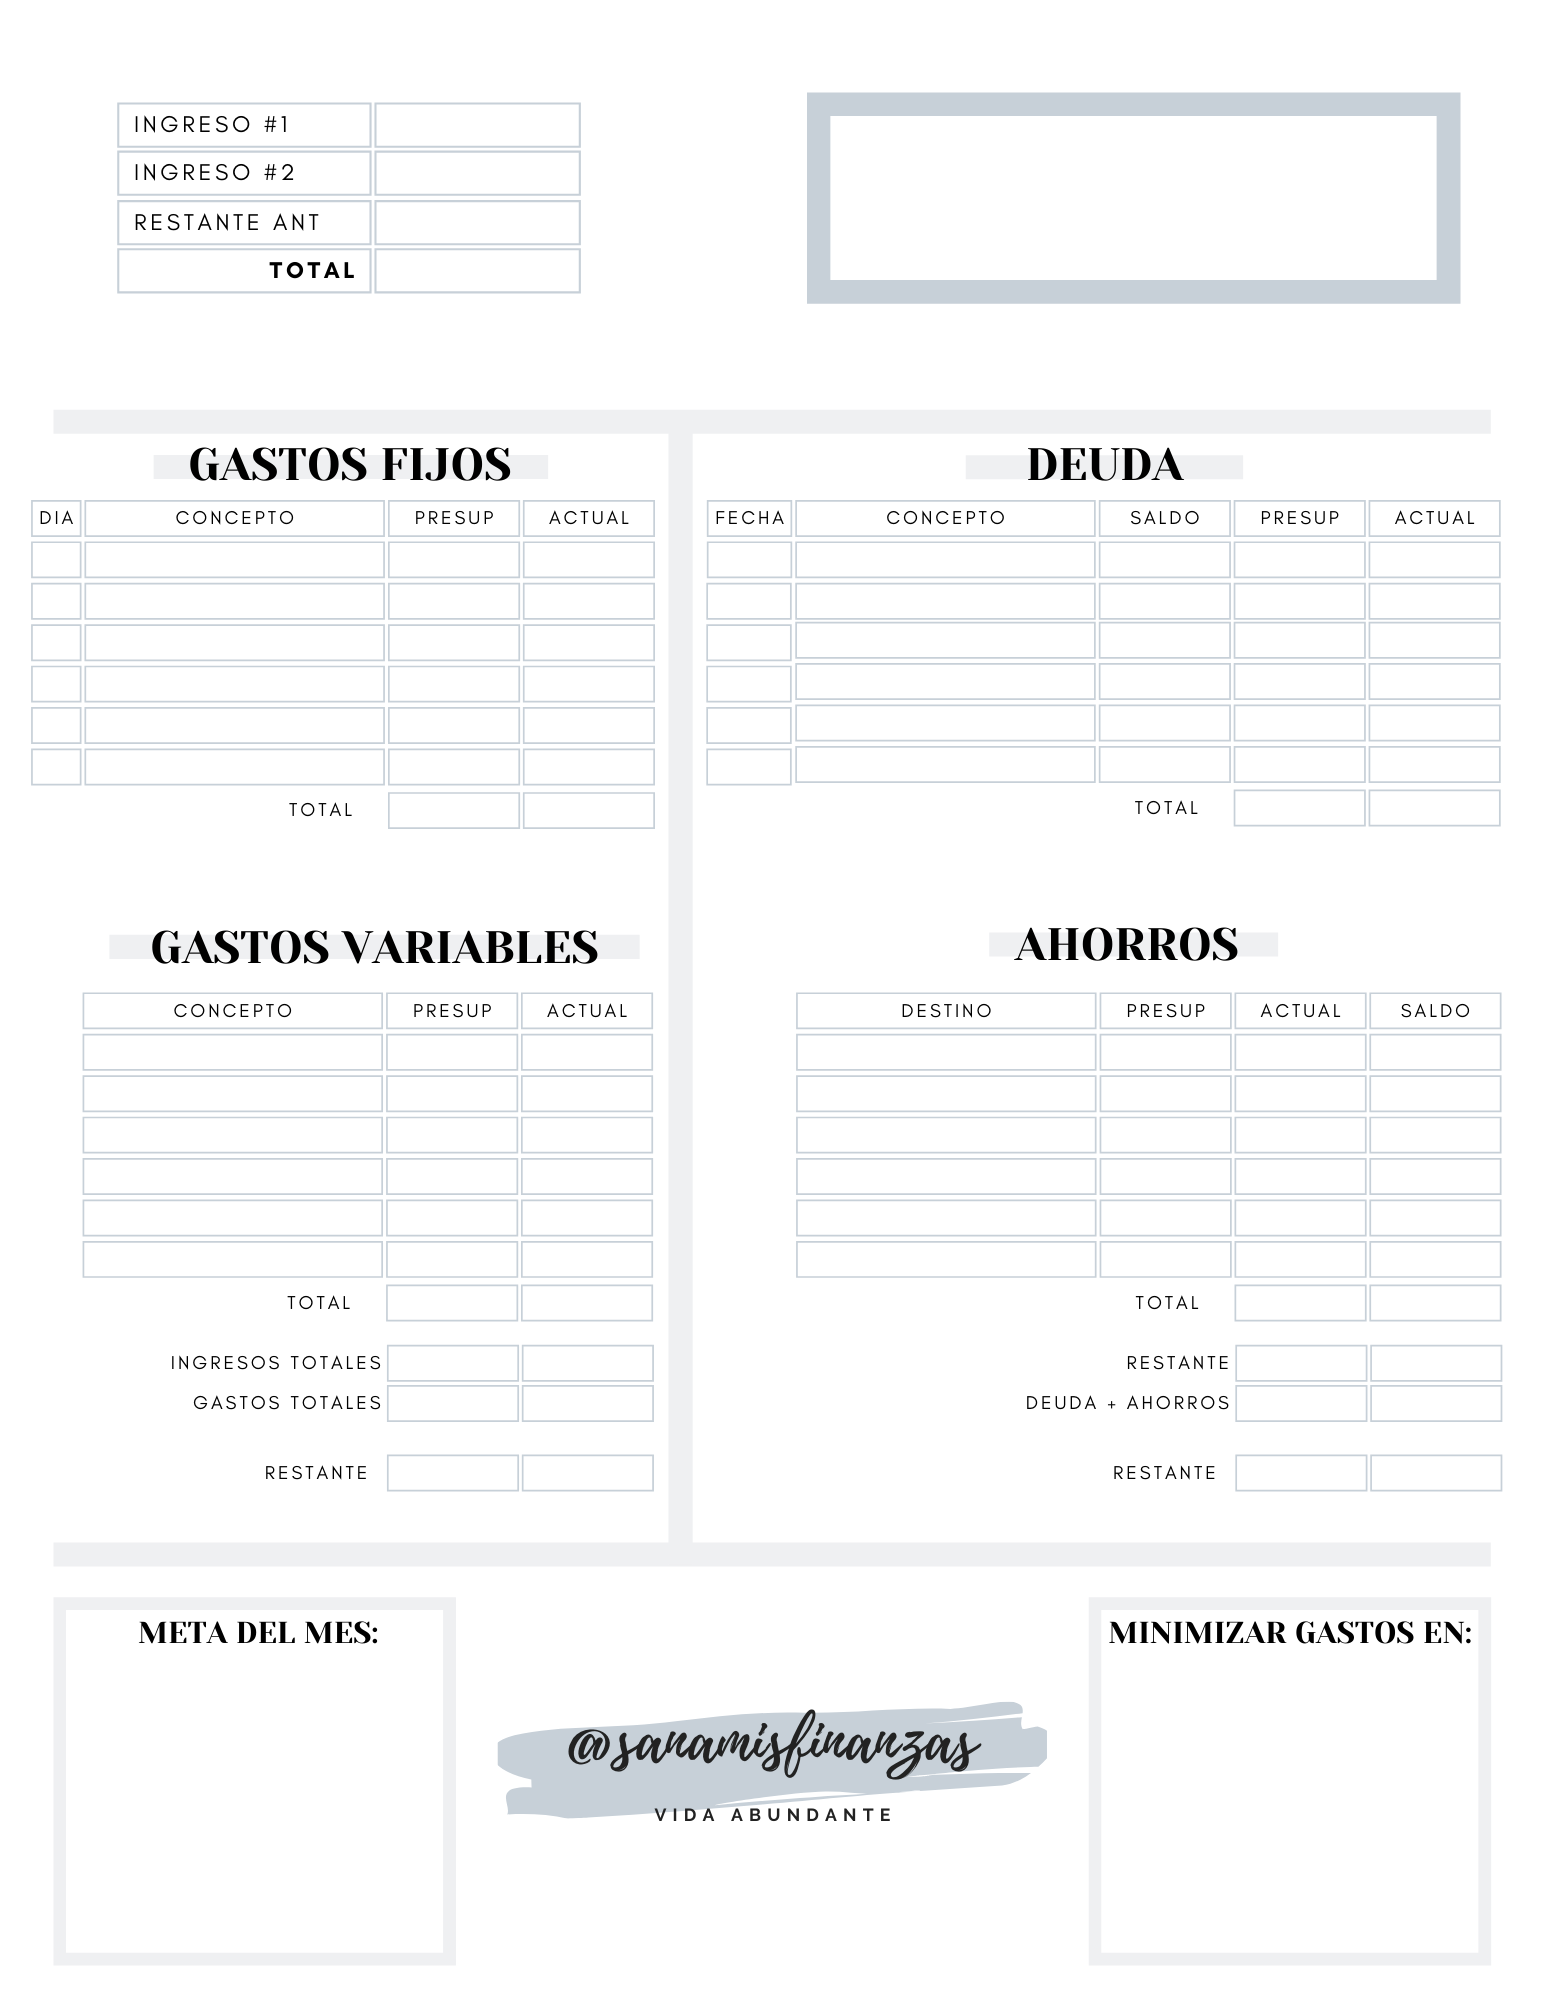 INGRESO #1
INGRESO #2
RESTANTE ANT
TOTAL
GASTOS FIJOS
DIA CONCEPTO PRESUP ACTUAL
TOTAL
DEUDA
FECHA CONCEPTO SALDO PRESUP ACTUAL
TOTAL
GASTOS VARIABLES
CONCEPTO PRESUP ACTUAL
TOTAL
INGRESOS TOTALES
GASTOS TOTALES
RESTANTE
AHORROS
DESTINO PRESUP ACTUAL SALDO
TOTAL
RESTANTE
DEUDA + AHORROS
RESTANTE
META DEL MES:
@sanamisfinanzas
VIDA ABUNDANTE
MINIMIZAR GASTOS EN: